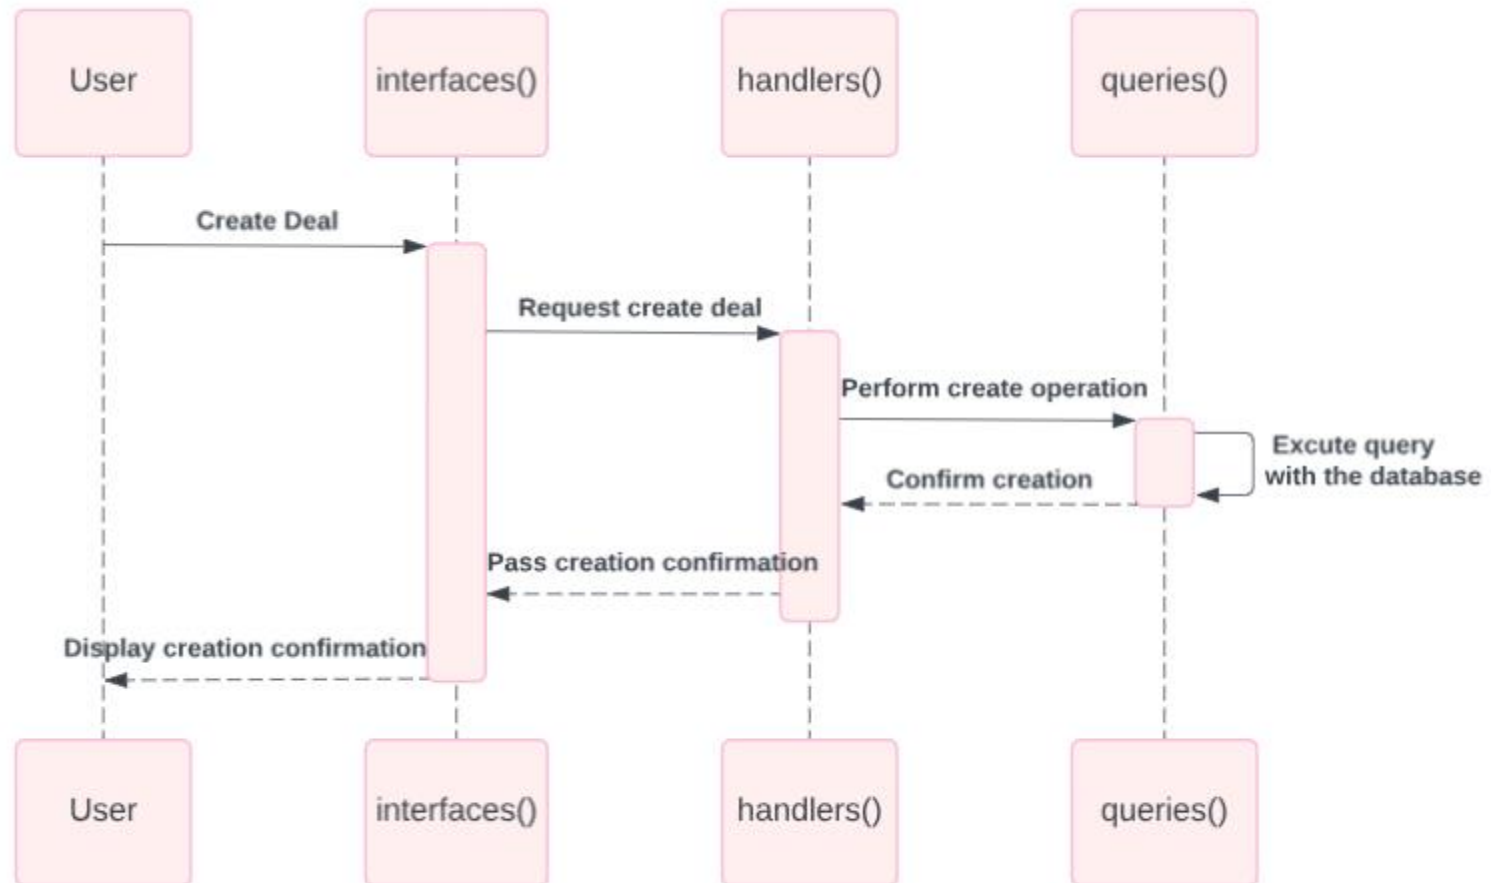 User
interfaces()
handlers()
queries()
Create Deal
Request create deal
Perform create operation
Excute query
with the database
Confirm creation
Pass creation confirmation
Display creation confirmation
User
interfaces()
handlers()
queries()